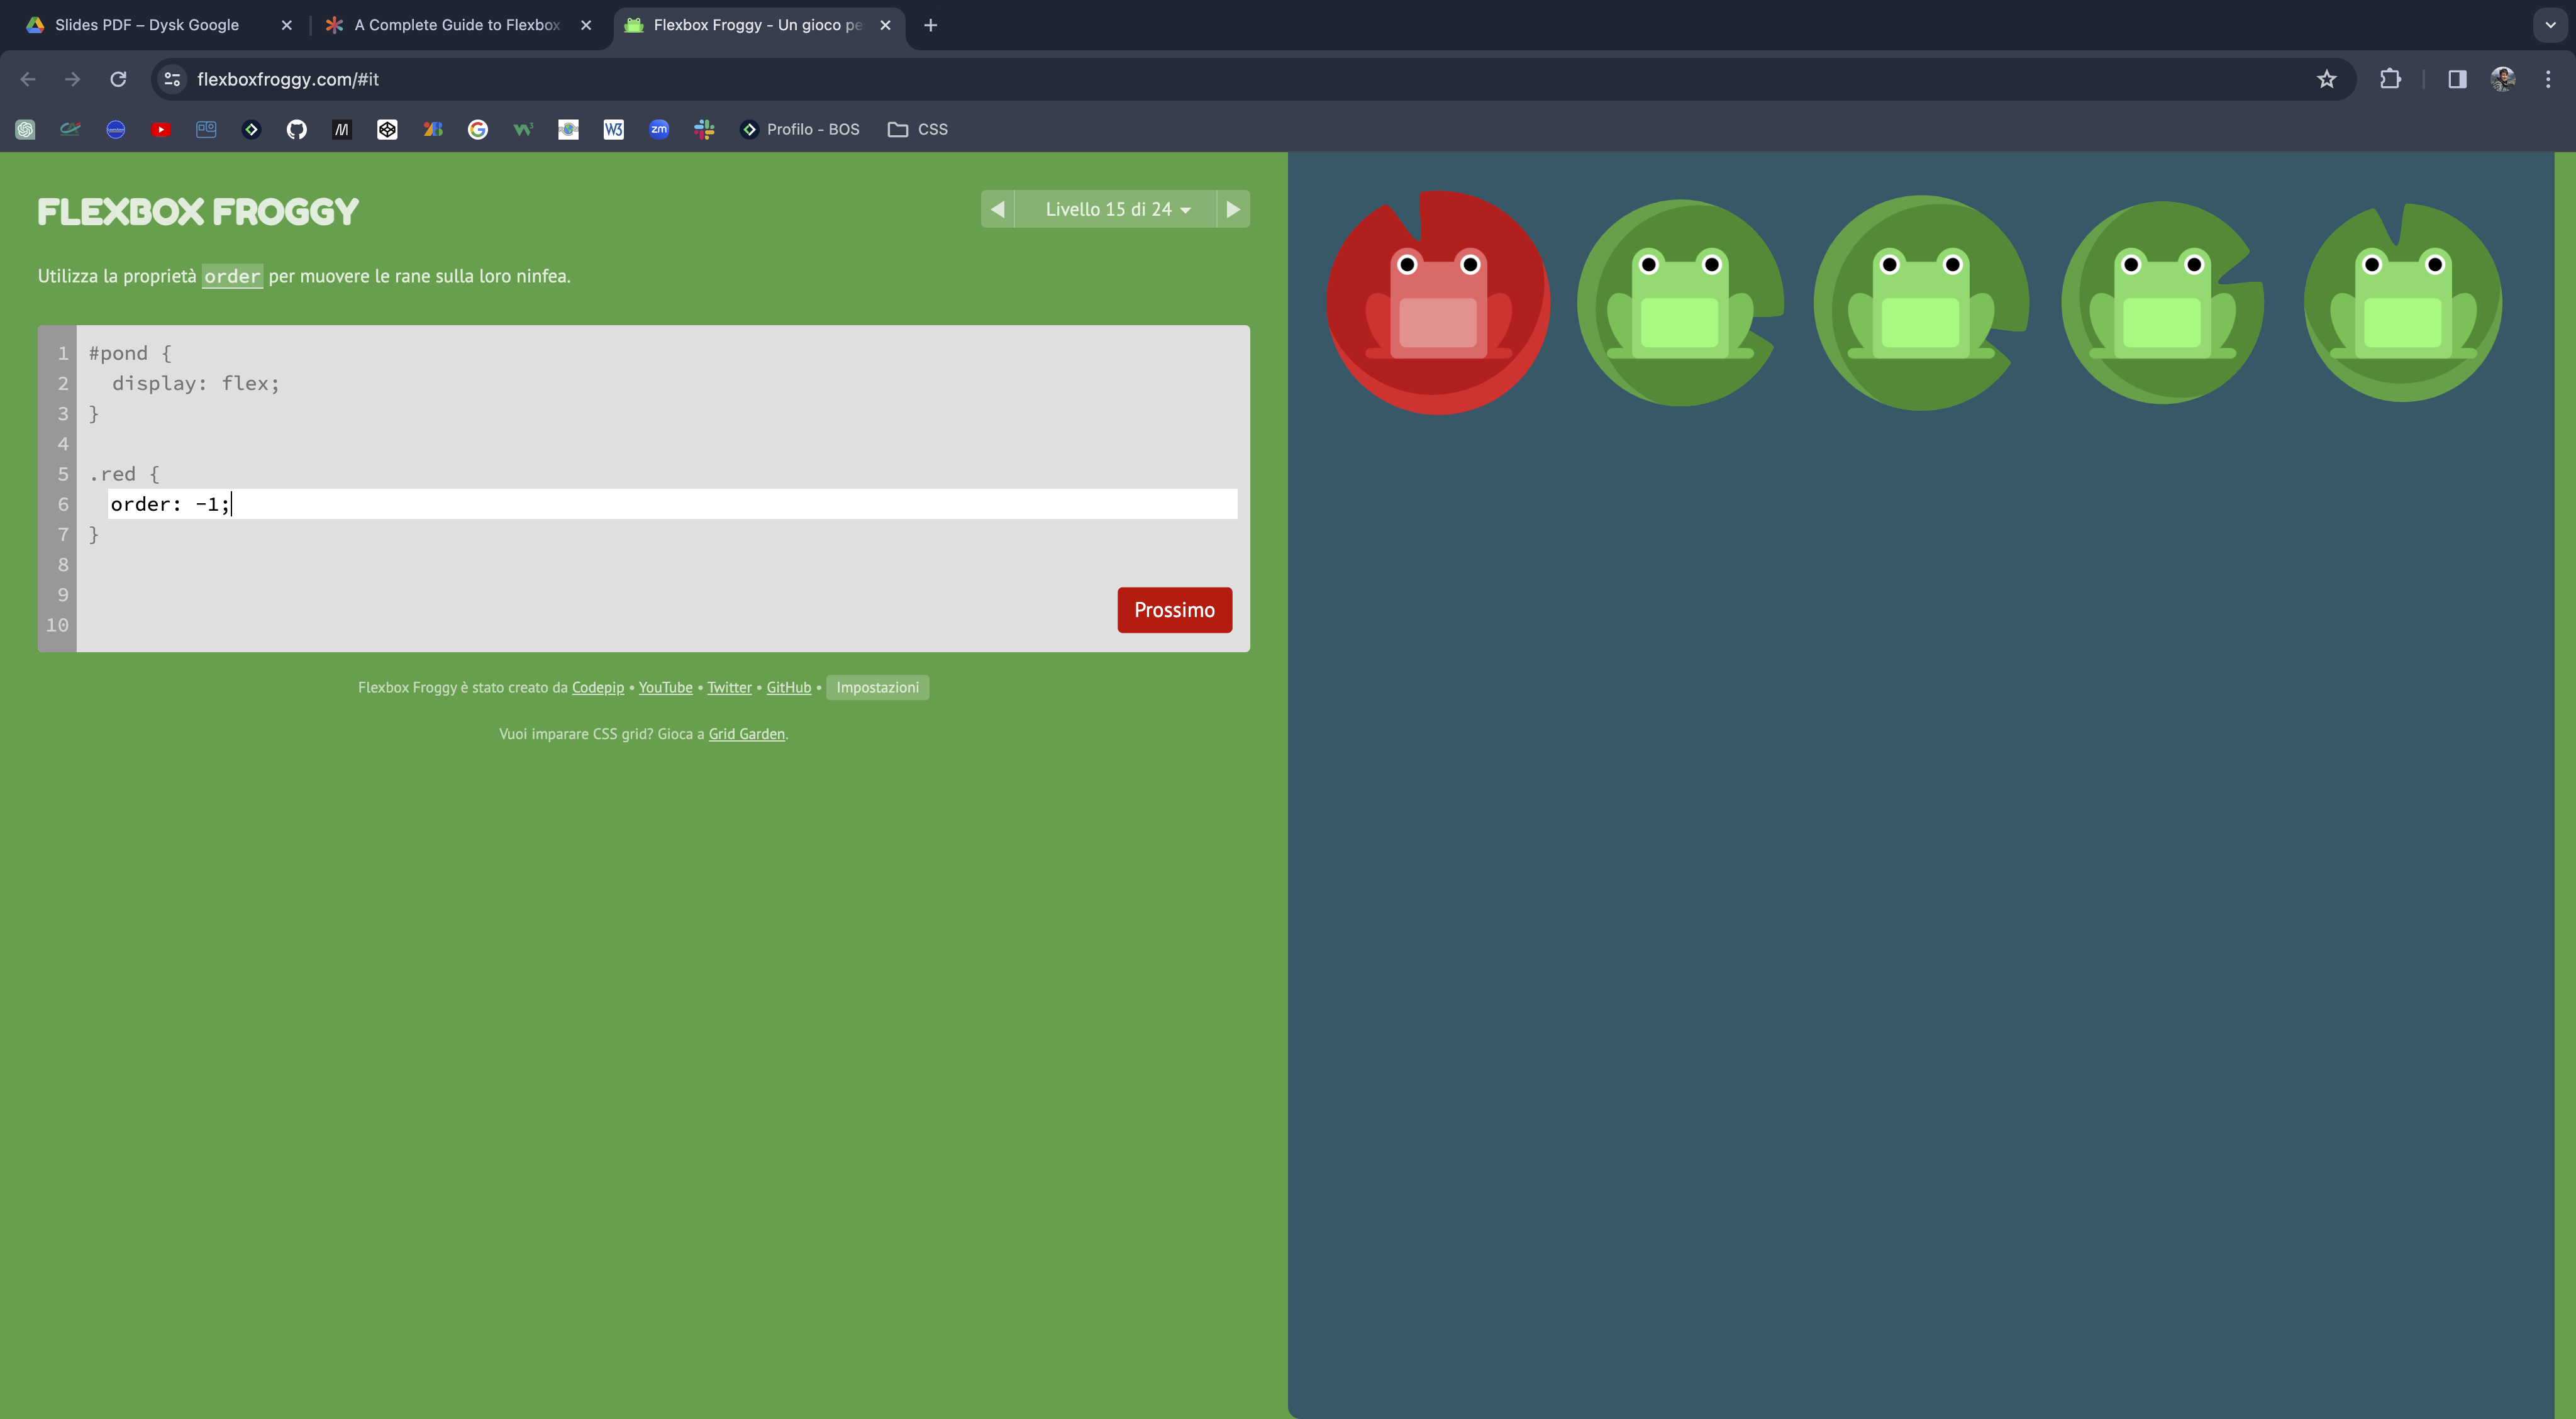 Slides PDF – Dysk Google
A Complete Guide to Flexbox
Flexbox Froggy - Un gioco pe
flexboxfroggy.com/#it
W3
zm
Profilo - BOS
CSS
FLEXBOX FROGGY
Livello 15 di 24
Utilizza la proprietà order per muovere le rane sulla loro ninfea.
1 #pond {
2 display: flex;
3 }
4
5 .red {
6 order: -1;
7 }
8
9
10
Prossimo
Flexbox Froggy è stato creato da Codepip • YouTube • Twitter • GitHub • Impostazioni
Vuoi imparare CSS grid? Gioca a Grid Garden.